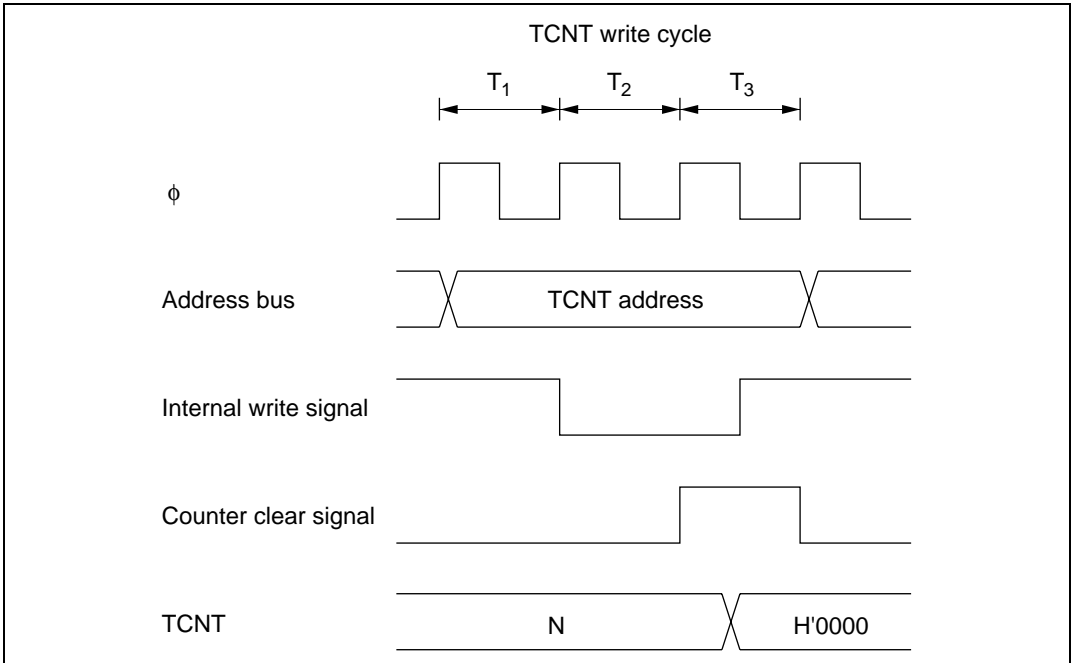 TCNT write cycle
T1 T2 T3
ϕ
Address bus
TCNT address
Internal write signal
Counter clear signal
TCNT
N
H'0000